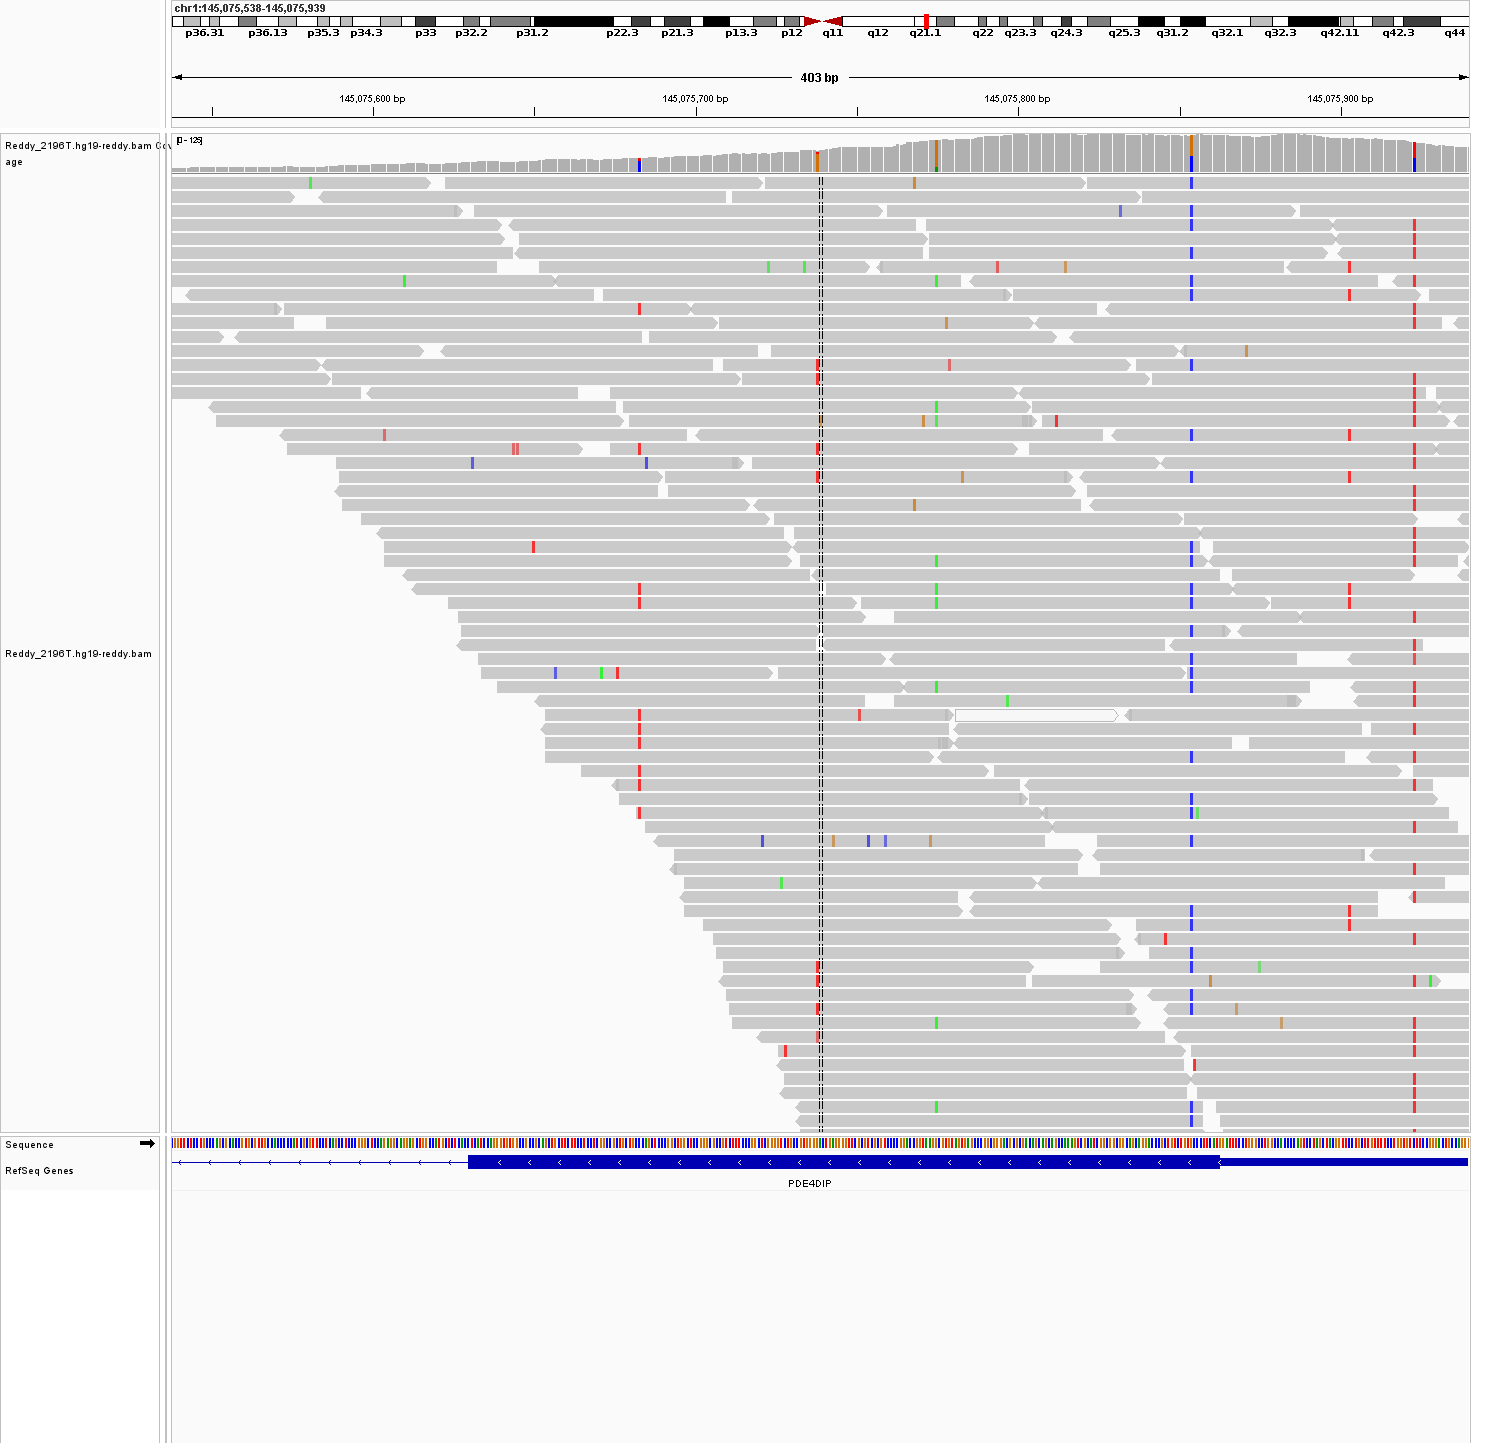 chr1:145,075,538-145,075,939
p36.31 p36.13 p35.3 p34.3 p33 p32.2 p31.2 p22.3 p21.3 p13.3 p12 q11 q12 q21.1 q22 q23.3 q24.3 q25.3 q31.2 q32.1 q32.3 q42.11 q42.3 q44
403 bp
145,075,600 bp 145,075,700 bp 145,075,800 bp 145,075,900 bp
Reddy_2196T.hg19-reddy.bam Cov
age
[0 - 125]
Reddy_2196T.hg19-reddy.bam
Sequence
RefSeq Genes
PDE4DIP